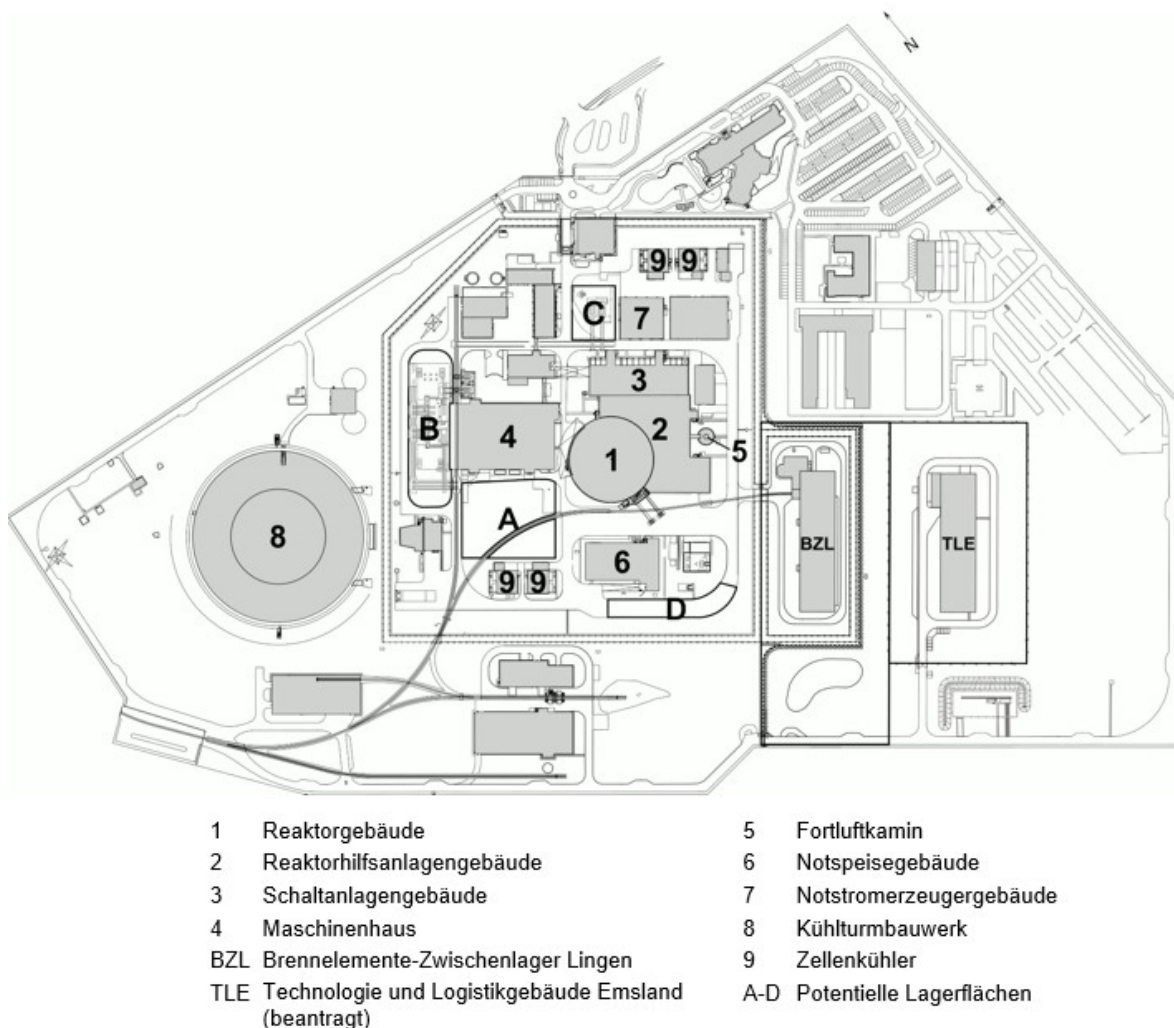 N
9 9
C
7
3
B
4
2
1
5
A
8
6
BZL
TLE
9 9
D
1 Reaktorgebäude
2 Reaktorhilfsanlagengebäude
3 Schaltanlagengebäude
4 Maschinenhaus
BZL Brennelemente-Zwischenlager Lingen
TLE Technologie und Logistikgebäude Emsland
(beantragt)
5 Fortluftkamin
6 Notspeisegebäude
7 Notstromerzeugergebäude
8 Kühlturmbauwerk
9 Zellenkühler
A-D Potentielle Lagerflächen